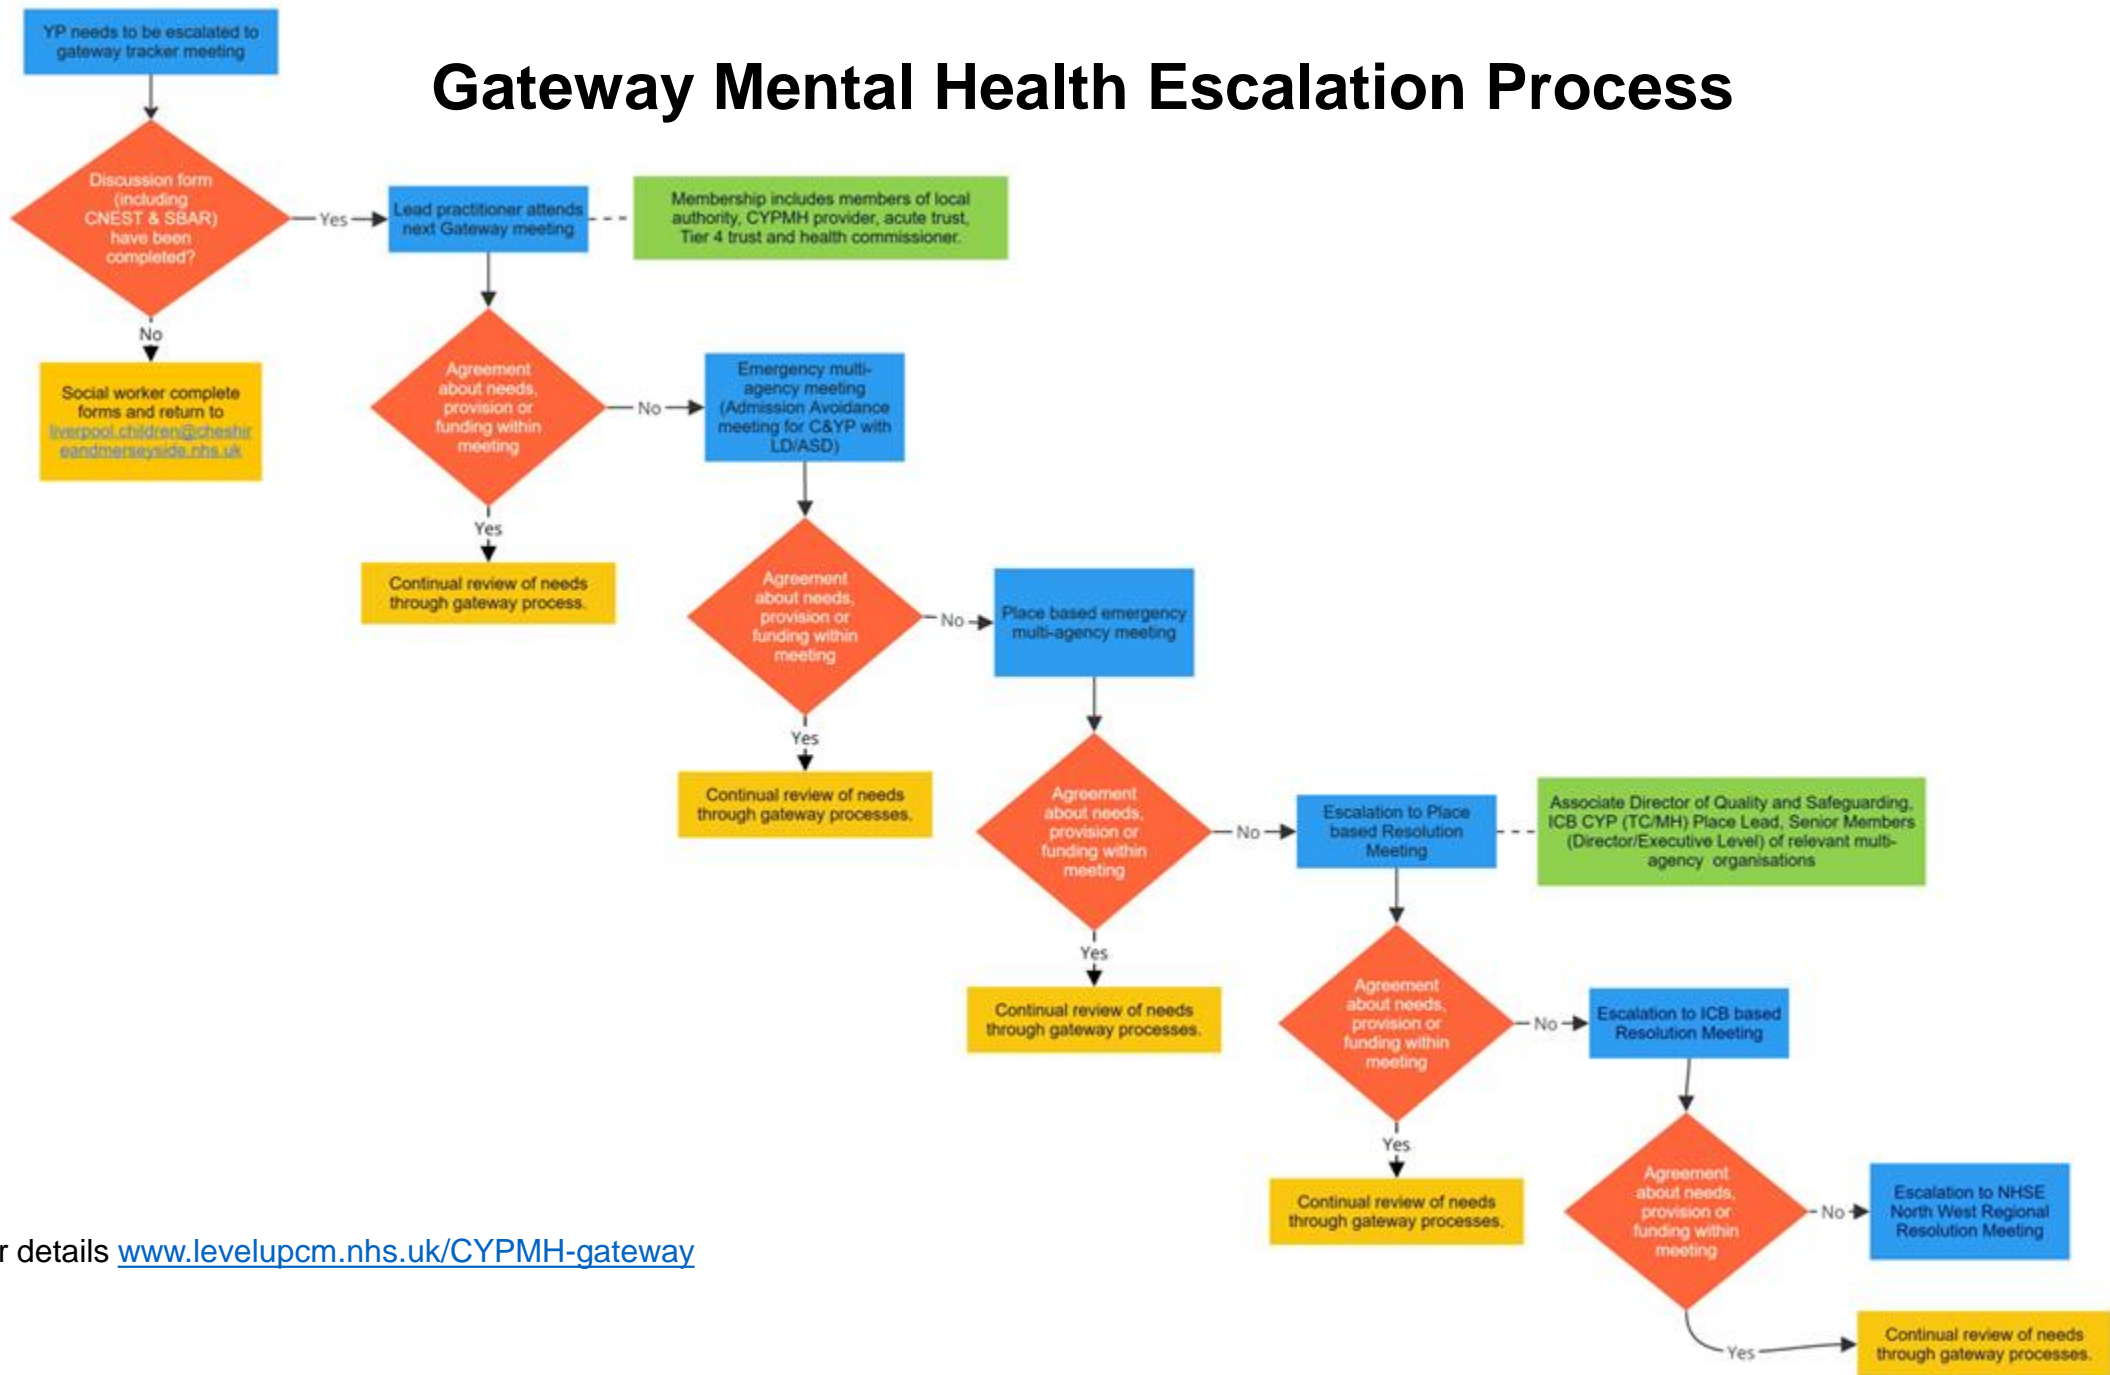 YP needs to be escalated to
gateway tracker meeting
Gateway Mental Health Escalation Process
Discussion form
(including
CNEST & SBAR)
have been
completed?
Yes
Lead practitioner attends
next Gateway meeting
Membership includes members of local
authority, CYPMH provider, acute trust,
Tier 4 trust and health commissioner.
No
Social worker complete
forms and return to
liverpool.children@cheshir
eandmerseyside.nhs.uk
Agreement
about needs,
provision or
funding within
meeting
No
Emergency multi-
agency meeting
(Admission Avoidance
meeting for C&YP with
LD/ASD)
Yes
Continual review of needs
through gateway process.
Agreement
about needs,
provision or
funding within
meeting
No
Place based emergency
multi-agency meeting
Yes
Continual review of needs
through gateway processes.
Agreement
about needs,
provision or
funding within
meeting
No
Escalation to Place
based Resolution
Meeting
Associate Director of Quality and Safeguarding,
ICB CYP (TC/MH) Place Lead, Senior Members
(Director/Executive Level) of relevant multi-
agency organisations
Yes
Continual review of needs
through gateway processes.
Agreement
about needs,
provision or
funding within
meeting
No
Escalation to ICB based
Resolution Meeting
Yes
Continual review of needs
through gateway processes.
Agreement
about needs,
provision or
funding within
meeting
No
Escalation to NHSE
North West Regional
Resolution Meeting
Yes
Continual review of needs
through gateway processes.
r details www.levelupcm.nhs.uk/CYPMH-gateway